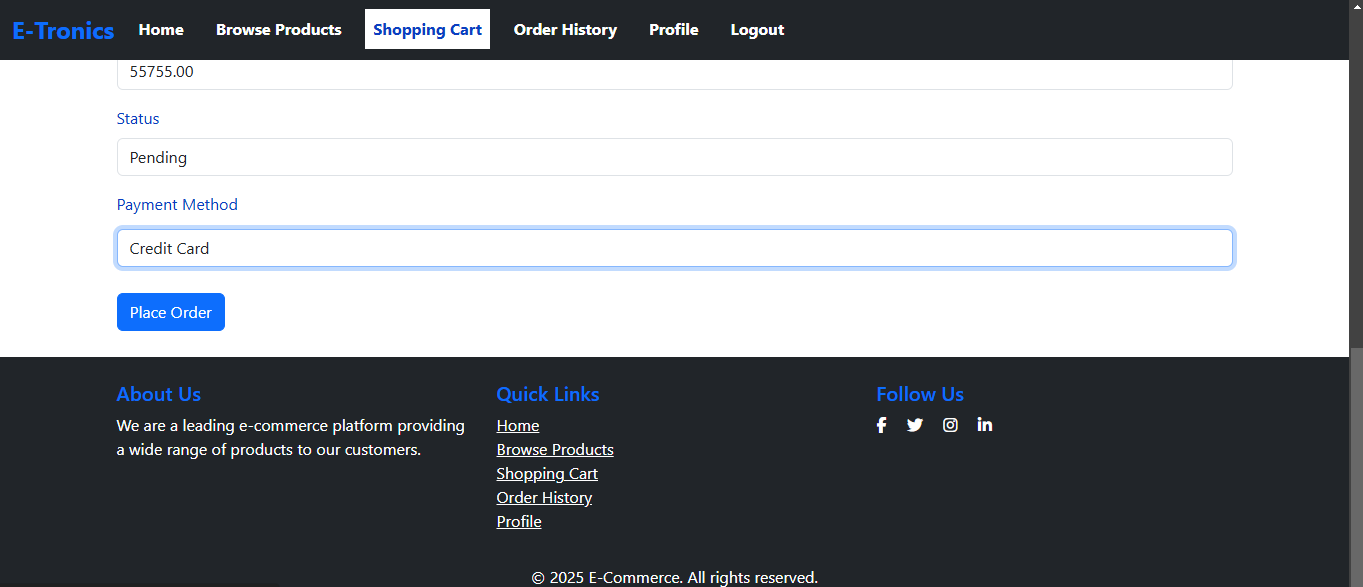 E-Tronics Home Browse Products Shopping Cart Order History Profile Logout
55755.00
Status
Pending
Payment Method
Credit Card
Place Order
About Us
We are a leading e-commerce platform providing
a wide range of products to our customers.
Quick Links
Home
Browse Products
Shopping Cart
Order History
Profile
Follow Us
© 2025 E-Commerce. All rights reserved.